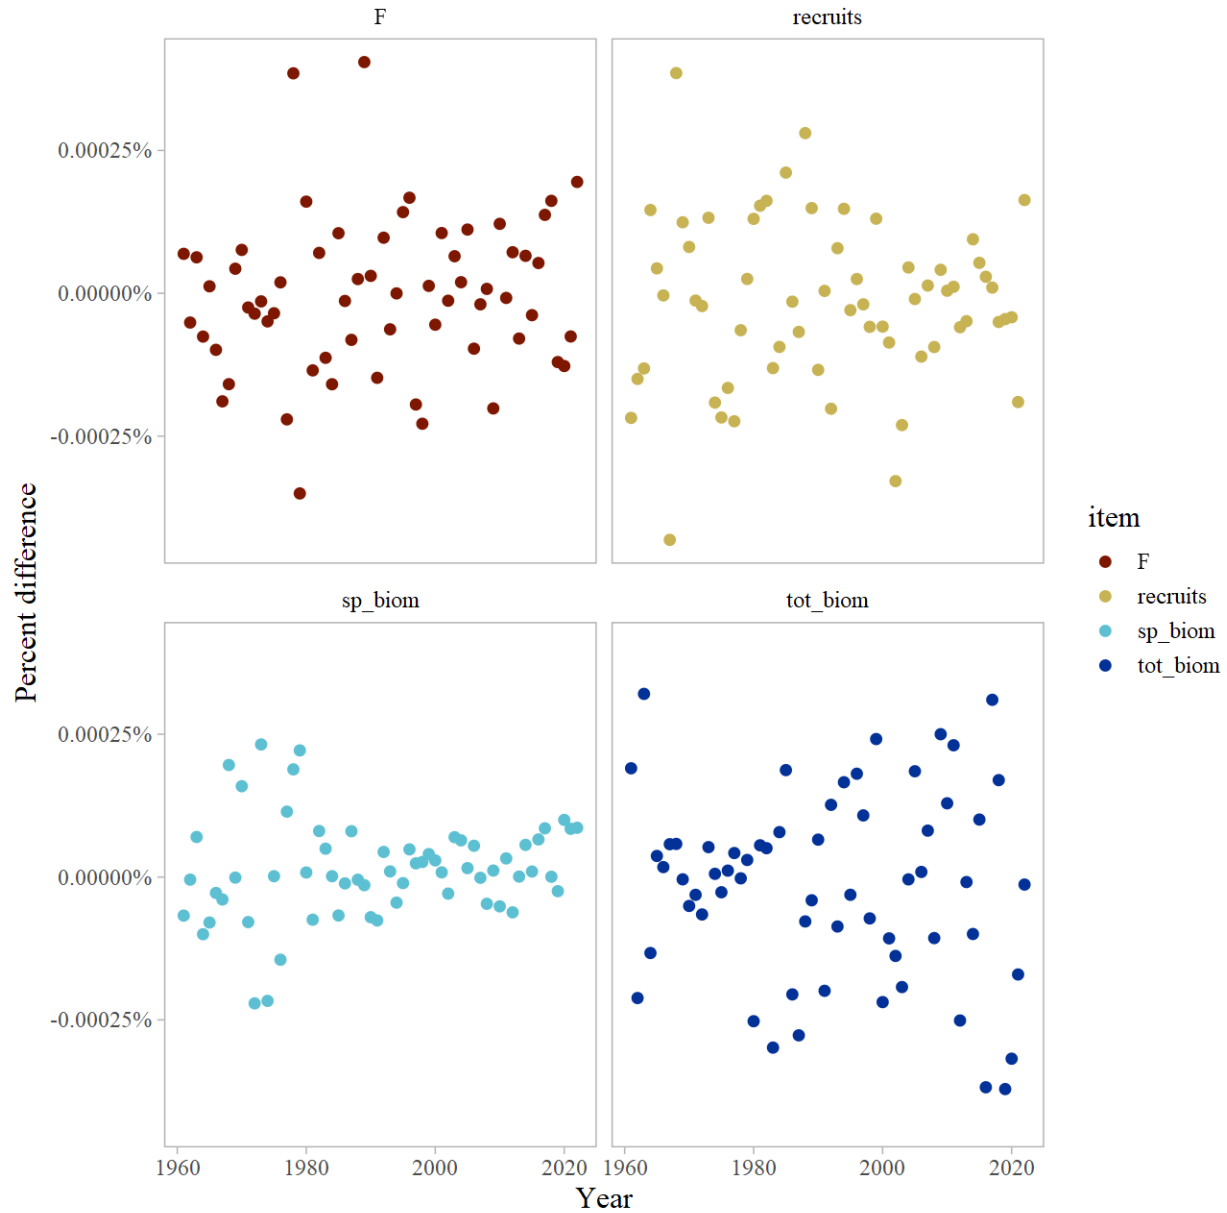 F
recruits
0.00025%
0.00000%
-0.00025%
sp_biom
tot_biom
0.00025%
0.00000%
-0.00025%
1960
1980
2000
2020
1960
1980
2000
2020
Year
Percent difference
item
F
recruits
sp_biom
tot_biom